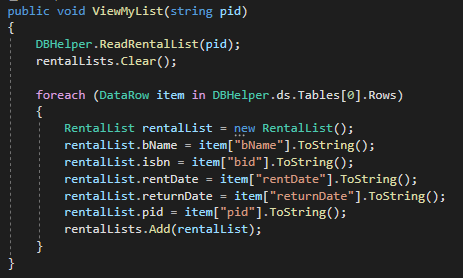 public void ViewMyList(string pid)
{
DBHelper.ReadRentalList(pid);
rentalLists.Clear();
foreach (DataRow item in DBHelper.ds.Tables[0].Rows)
{
RentalList rentalList = new RentalList();
rentalList.bName = item["bName"].ToString();
rentalList.isbn = item["bid"].ToString();
rentalList.rentDate = item["rentDate"].ToString();
rentalList.returnDate = item["returnDate"].ToString();
rentalList.pid = item["pid"].ToString();
rentalLists.Add(rentalList);
}
}